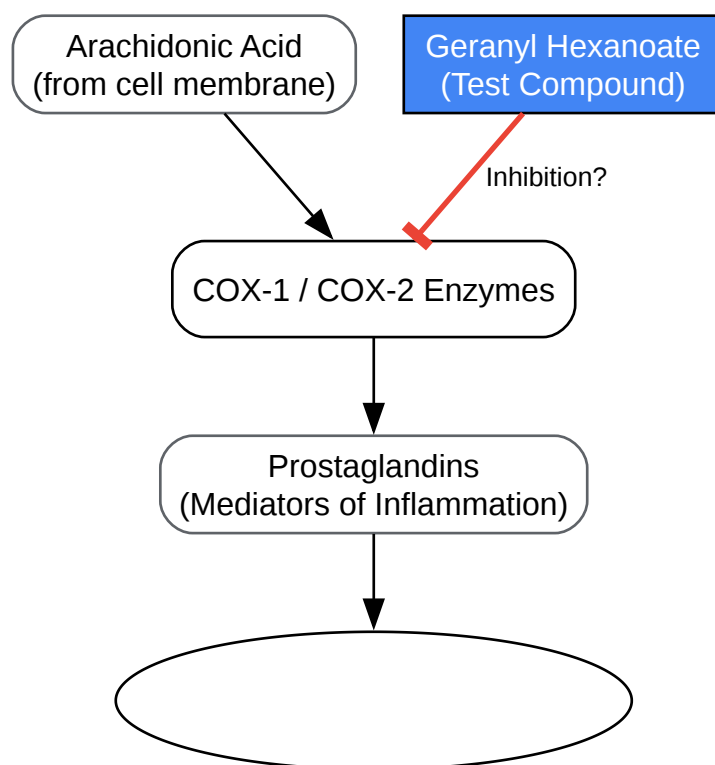 Arachidonic Acid
(from cell membrane)
Geranyl Hexanoate
(Test Compound)
Inhibition?
COX-1 / COX-2 Enzymes
Prostaglandins
(Mediators of Inflammation)